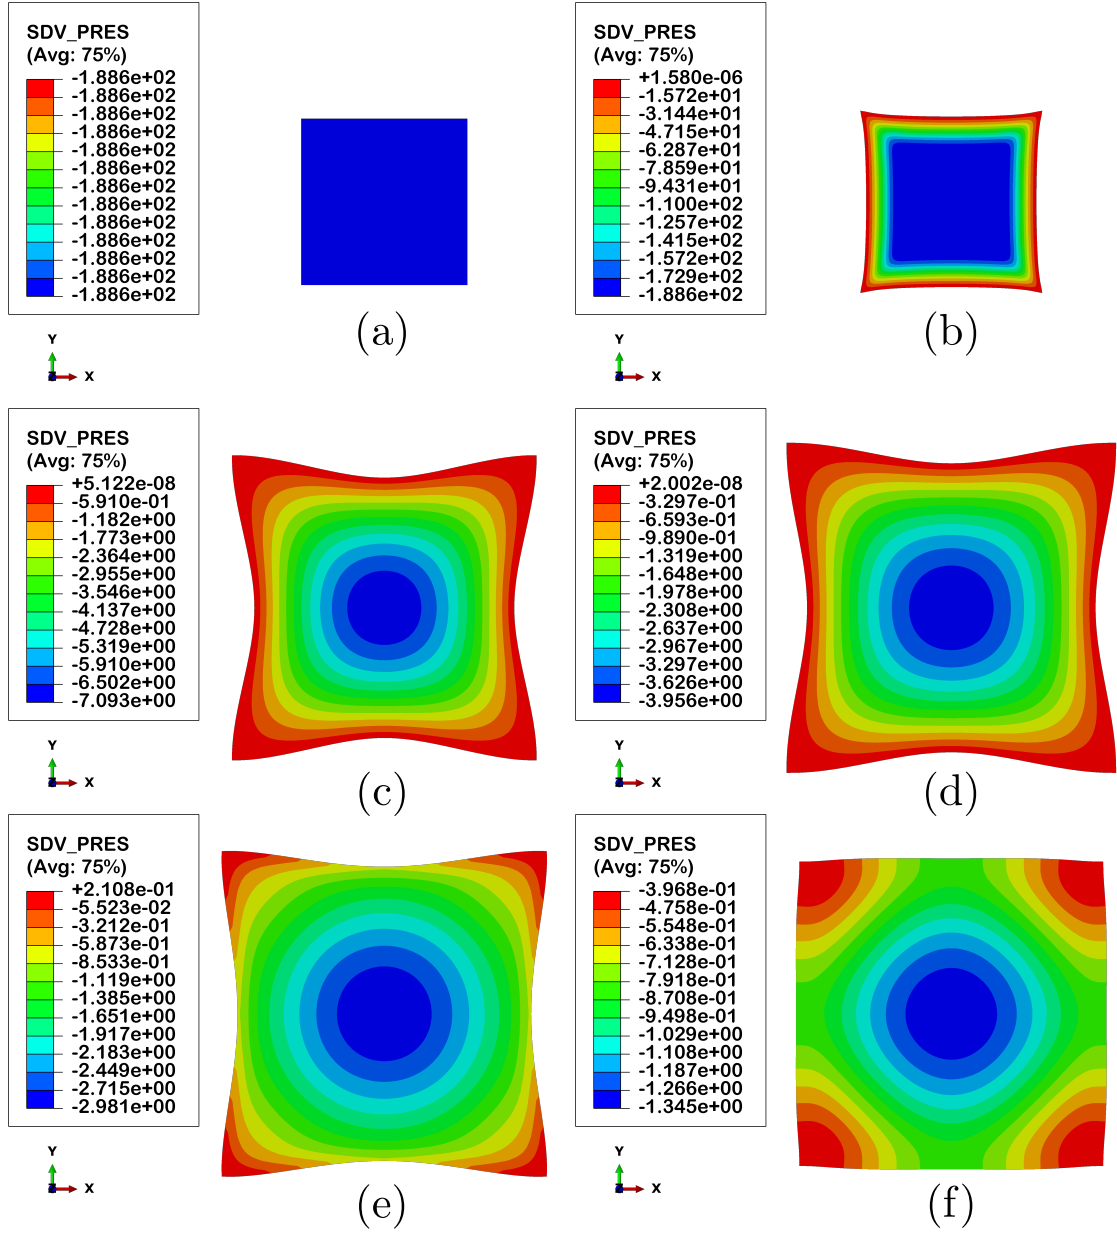 SDV_PRES
(Avg: 75%)
-1.886e+02
-1.886e+02
-1.886e+02
-1.886e+02
-1.886e+02
-1.886e+02
-1.886e+02
-1.886e+02
-1.886e+02
-1.886e+02
-1.886e+02
-1.886e+02
-1.886e+02
Y
Z
X
(a)
SDV_PRES
(Avg: 75%)
+1.580e-06
-1.572e+01
-3.144e+01
-4.715e+01
-6.287e+01
-7.859e+01
-9.431e+01
-1.100e+02
-1.257e+02
-1.415e+02
-1.572e+02
-1.729e+02
-1.886e+02
Y
Z
X
(b)
SDV_PRES
(Avg: 75%)
+5.122e-08
-5.910e-01
-1.182e+00
-1.773e+00
-2.364e+00
-2.955e+00
-3.546e+00
-4.137e+00
-4.728e+00
-5.319e+00
-5.910e+00
-6.502e+00
-7.093e+00
Y
Z
X
(c)
SDV_PRES
(Avg: 75%)
+2.002e-08
-3.297e-01
-6.593e-01
-9.890e-01
-1.319e+00
-1.648e+00
-1.978e+00
-2.308e+00
-2.637e+00
-2.967e+00
-3.297e+00
-3.626e+00
-3.956e+00
Y
Z
X
(d)
SDV_PRES
(Avg: 75%)
+2.108e-01
-5.523e-02
-3.212e-01
-5.873e-01
-8.533e-01
-1.119e+00
-1.385e+00
-1.651e+00
-1.917e+00
-2.183e+00
-2.449e+00
-2.715e+00
-2.981e+00
Y
Z
X
(e)
SDV_PRES
(Avg: 75%)
-3.968e-01
-4.758e-01
-5.548e-01
-6.338e-01
-7.128e-01
-7.918e-01
-8.708e-01
-9.498e-01
-1.029e+00
-1.108e+00
-1.187e+00
-1.266e+00
-1.345e+00
Y
Z
X
(f)